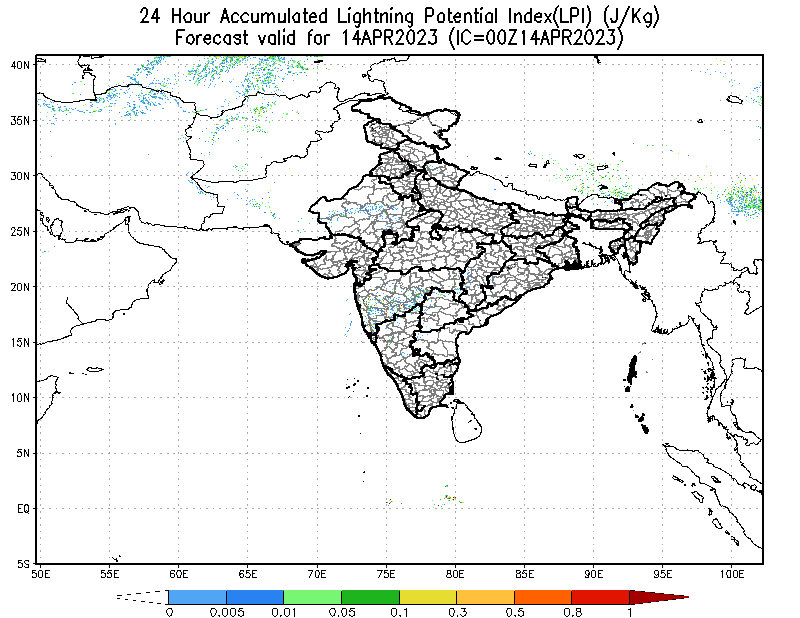 24 Hour Accumulated Lightning Potential Index(LPI) (J/Kg)
Forecast valid for 14APR2023 (IC=00Z14APR2023)
40N
35N
30N
25N
20N
15N
10N
5N
EQ
5S
50E 55E 60E 65E 70E 75E 80E 85E 90E 95E 100E
0 0.005 0.01 0.05 0.1 0.3 0.5 0.8 1